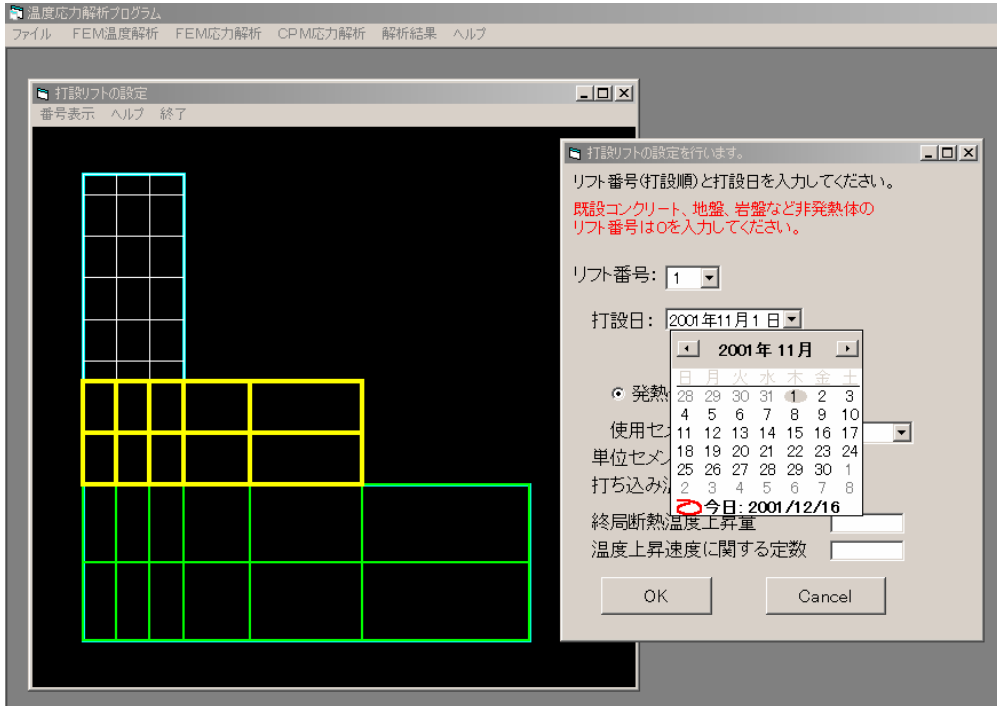 温度応力解析プログラム
ファイル FEM温度解析 FEM応力解析 CPM応力解析 解析結果 ヘルプ
打設リフトの設定
番号表示 ヘルプ 終了
打設リフトの設定を行います。
リフト番号(打設順)と打設日を入力してください。
既設コンクリート、地盤、岩盤など非発熱体の
リフト番号は0を入力してください。
リフト番号: 1
打設日: 2001年11月 1 日
2001年 11月
日 月 火 水 木 金 土
28 29 30 31 1 2 3
4 5 6 7 8 9 10
11 12 13 14 15 16 17
18 19 20 21 22 23 24
25 26 27 28 29 30 1
2 3 4 5 6 7 8
今日: 2001/12/16
発熱
使用セ
単位セメン
打ち込み
終局断熱温度上昇量
温度上昇速度に関する定数
OK Cancel